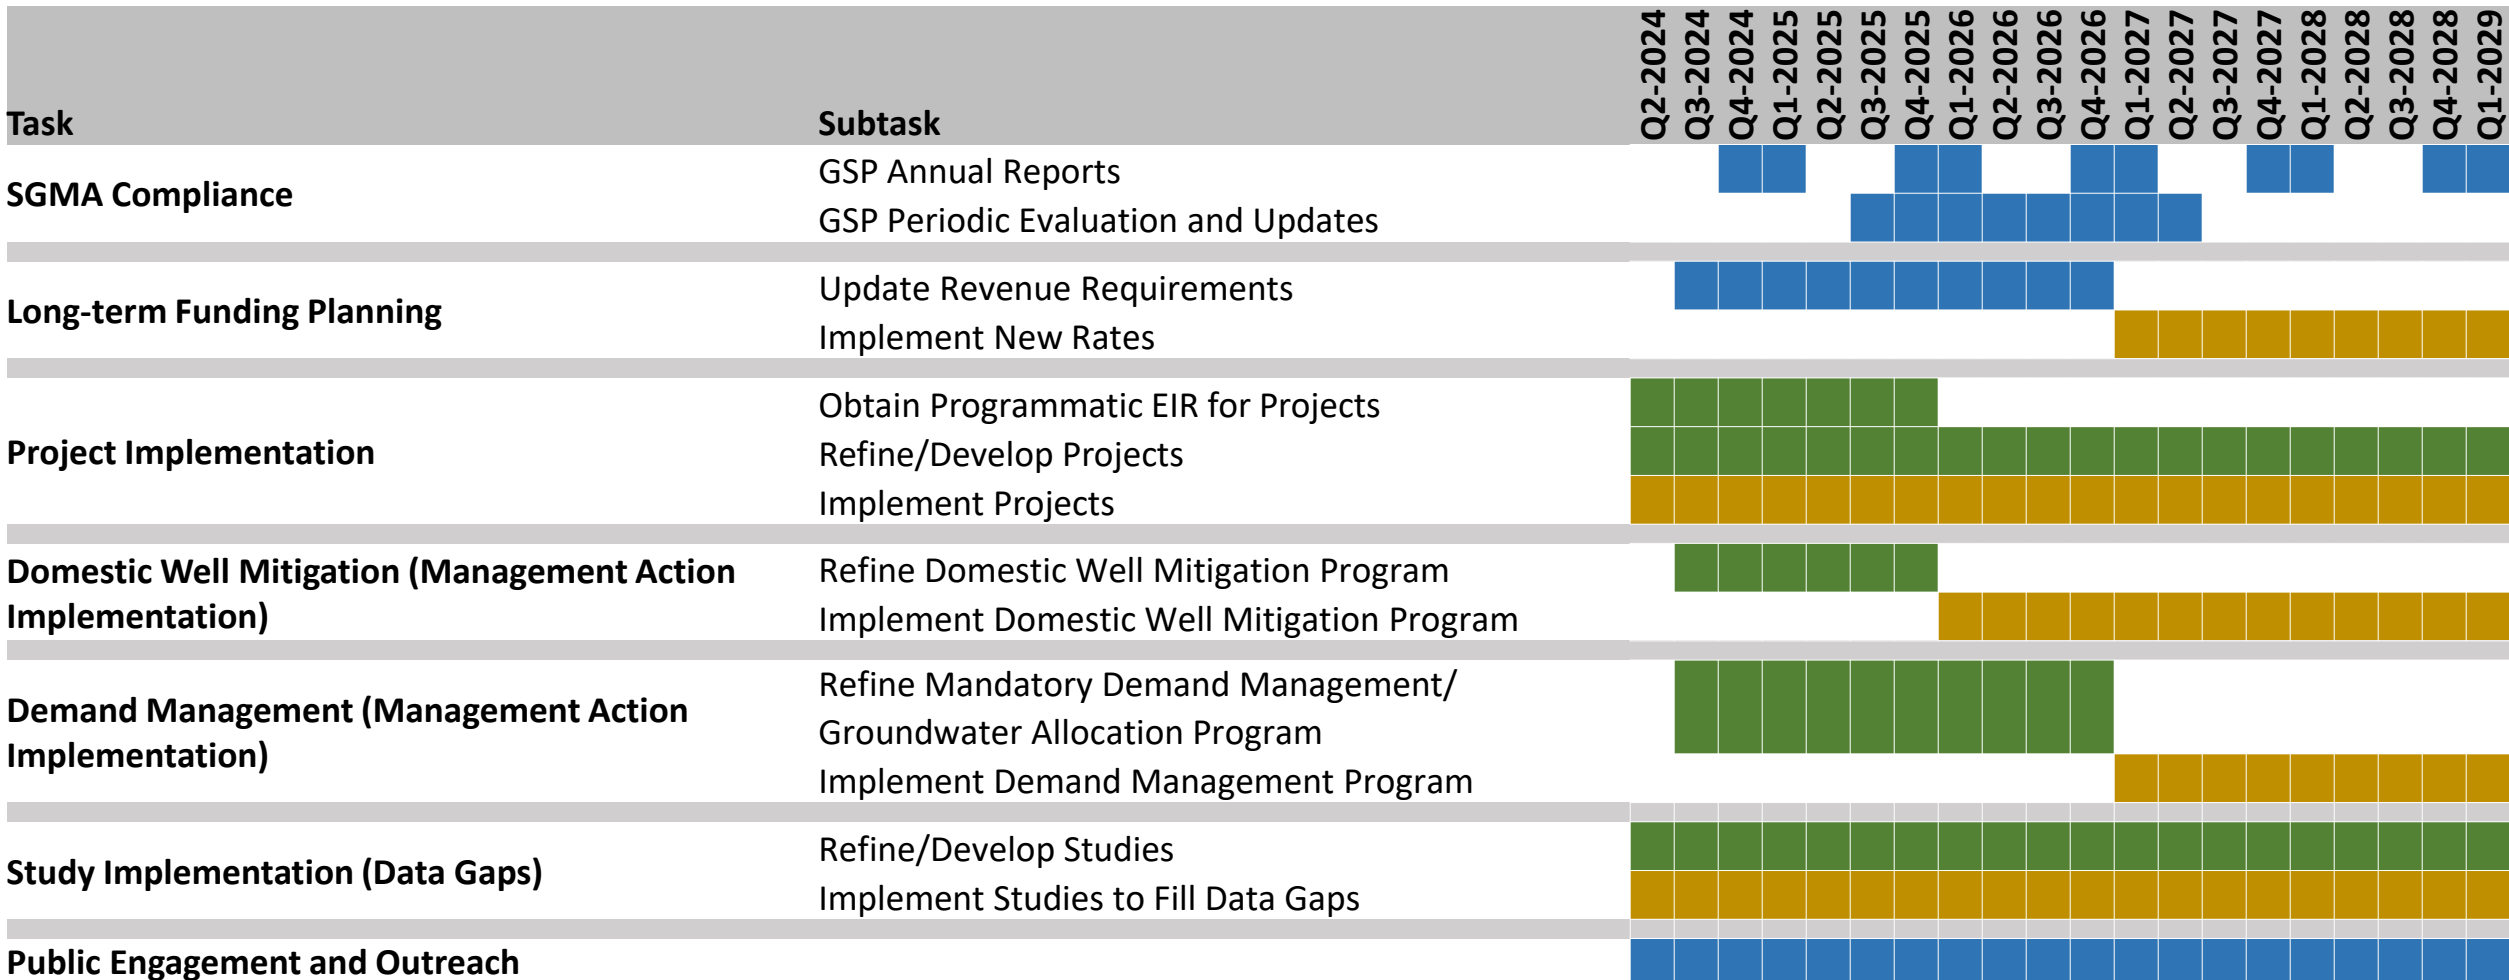 Task Subtask Q2-2024 Q3-2024 Q4-2024 Q1-2025 Q2-2025 Q3-2025 Q4-2025 Q1-2026 Q2-2026 Q3-2026 Q4-2026 Q1-2027 Q2-2027 Q3-2027 Q4-2027 Q1-2028 Q2-2028 Q3-2028 Q4-2028 Q1-2029
SGMA Compliance
GSP Annual Reports
GSP Periodic Evaluation and Updates
Long-term Funding Planning
Update Revenue Requirements
Implement New Rates
Project Implementation
Obtain Programmatic EIR for Projects
Refine/Develop Projects
Implement Projects
Domestic Well Mitigation (Management Action
Implementation)
Refine Domestic Well Mitigation Program
Implement Domestic Well Mitigation Program
Demand Management (Management Action
Implementation)
Refine Mandatory Demand Management/
Groundwater Allocation Program
Implement Demand Management Program
Study Implementation (Data Gaps)
Refine/Develop Studies
Implement Studies to Fill Data Gaps
Public Engagement and Outreach